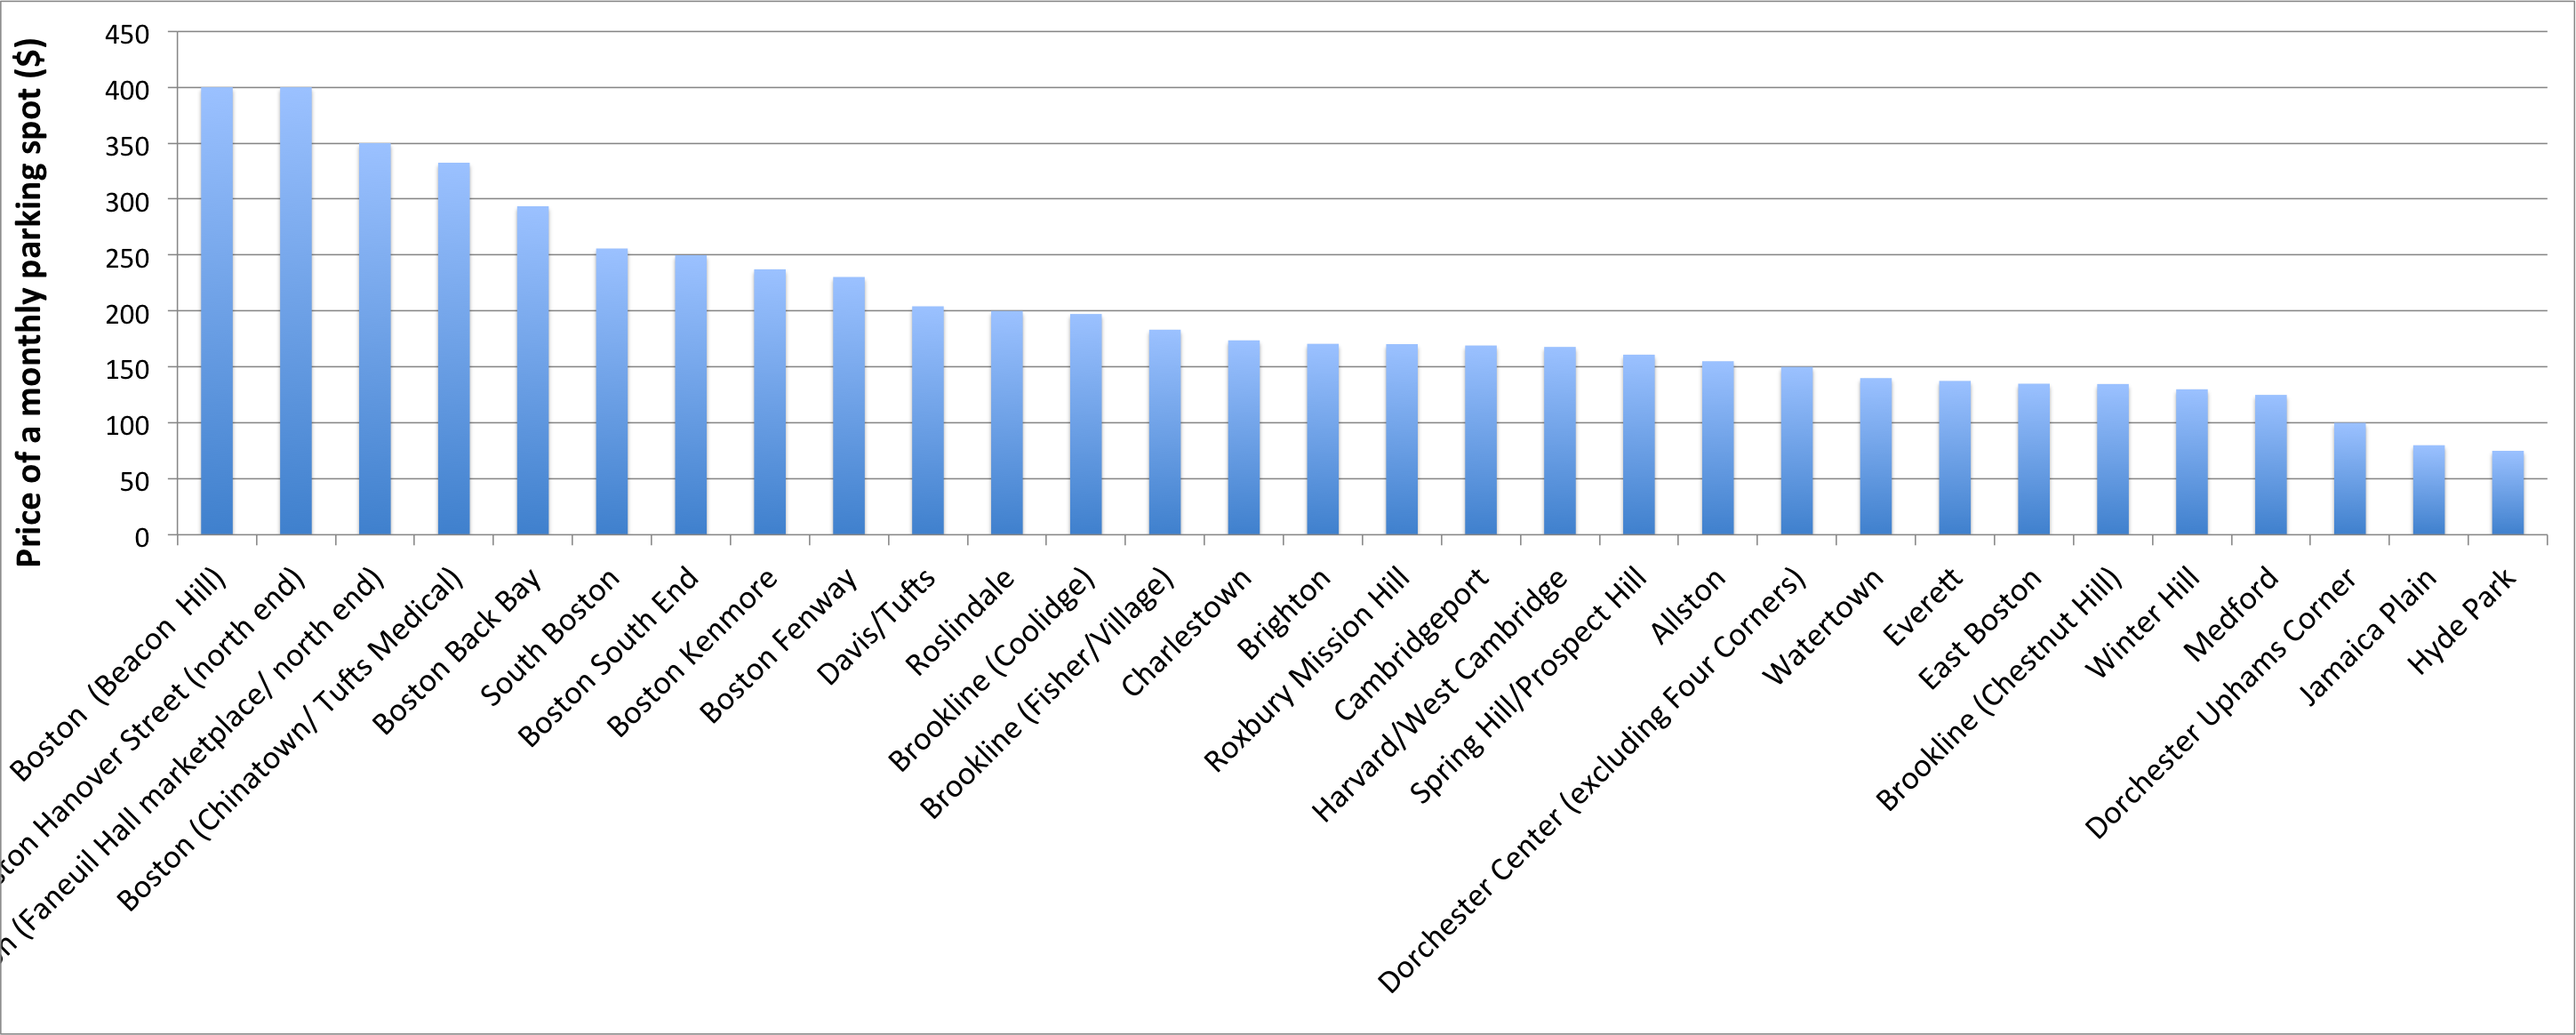 Price of a monthly parking spot ($)
450
400
350
300
250
200
150
100
50
0
Boston (Beacon Hill)
Hanover Street (north end)
(Faneuil Hall marketplace/ north end)
Boston (Chinatown/ Tufts Medical)
Boston Back Bay
South Boston
Boston South End
Boston Kenmore
Boston Fenway
Davis/Tufts
Roslindale
Brookline (Coolidge)
Brookline (Fisher/Village)
Charlestown
Brighton
Roxbury Mission Hill
Cambridgeport
Harvard/West Cambridge
Spring Hill/Prospect Hill
Allston
Dorchester Center (excluding Four Corners)
Watertown
Everett
East Boston
Brookline (Chestnut Hill)
Winter Hill
Medford
Dorchester Uphams Corner
Jamaica Plain
Hyde Park